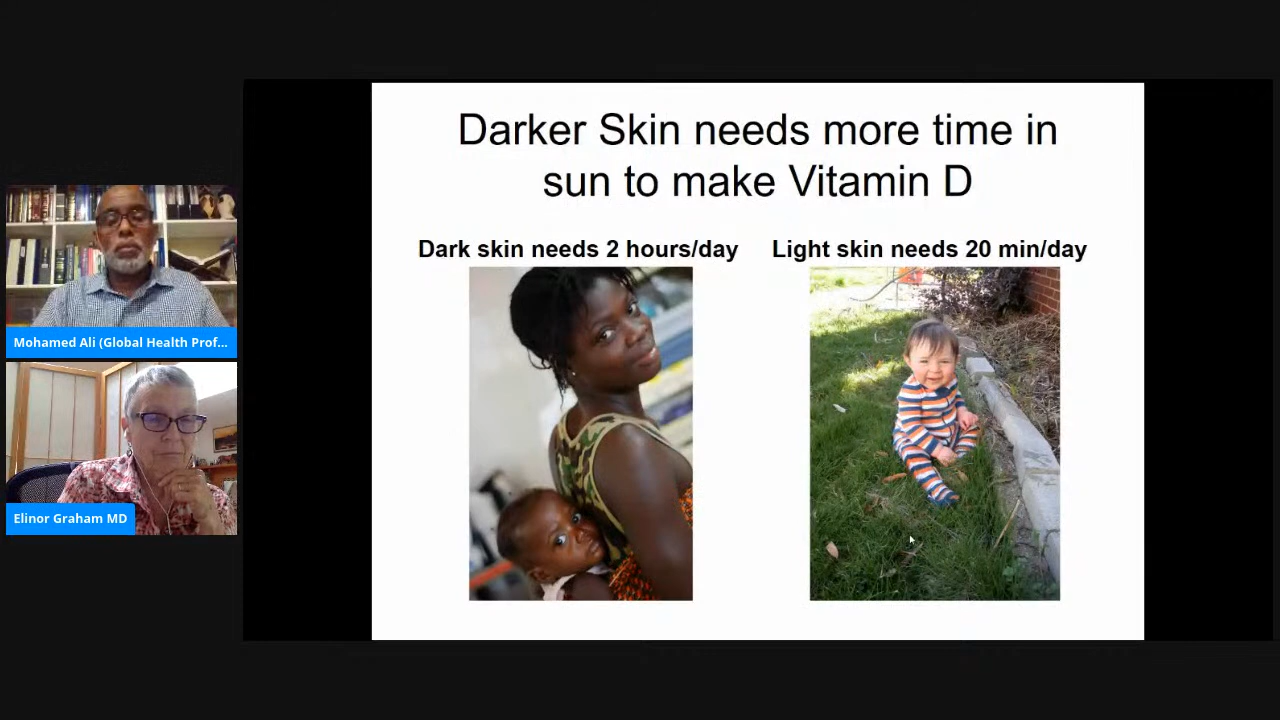 Darker Skin needs more time in
sun to make Vitamin D
Dark skin needs 2 hours/day
Light skin needs 20 min/day
Mohamed Ali (Global Health Prof...
Elinor Graham MD